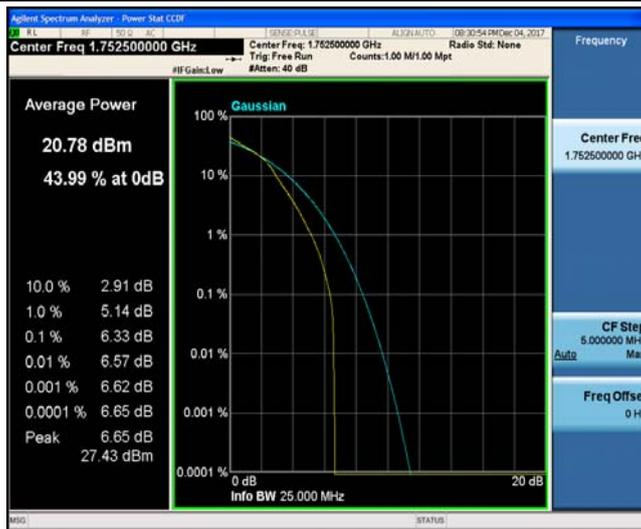 Agilent Spectrum Analyzer - Power Stat CCDF
RL RF 50 Ω AC SENSE:PULSE ALIGN AUTO 08:30:54 PM Dec 04, 2017
Center Freq 1.752500000 GHz
Center Freq: 1.752500000 GHz Radio Std: None
Trig: Free Run Counts:1.00 M/1.00 Mpt
#IFGain:Low #Atten: 40 dB
Frequency
Average Power
20.78 dBm
43.99 % at 0dB
10.0 % 2.91 dB
1.0 % 5.14 dB
0.1 % 6.33 dB
0.01 % 6.57 dB
0.001 % 6.62 dB
0.0001 % 6.65 dB
Peak 6.65 dB
27.43 dBm
Gaussian
100 %
10 %
1 %
0.1 %
0.01 %
0.001 %
0.0001 %
0 dB 20 dB
Info BW 25.000 MHz
Center Fre
1.752500000 GH
CF Ste
5.000000 MH
Auto Ma
Freq Offse
0 H
MSG STATUS